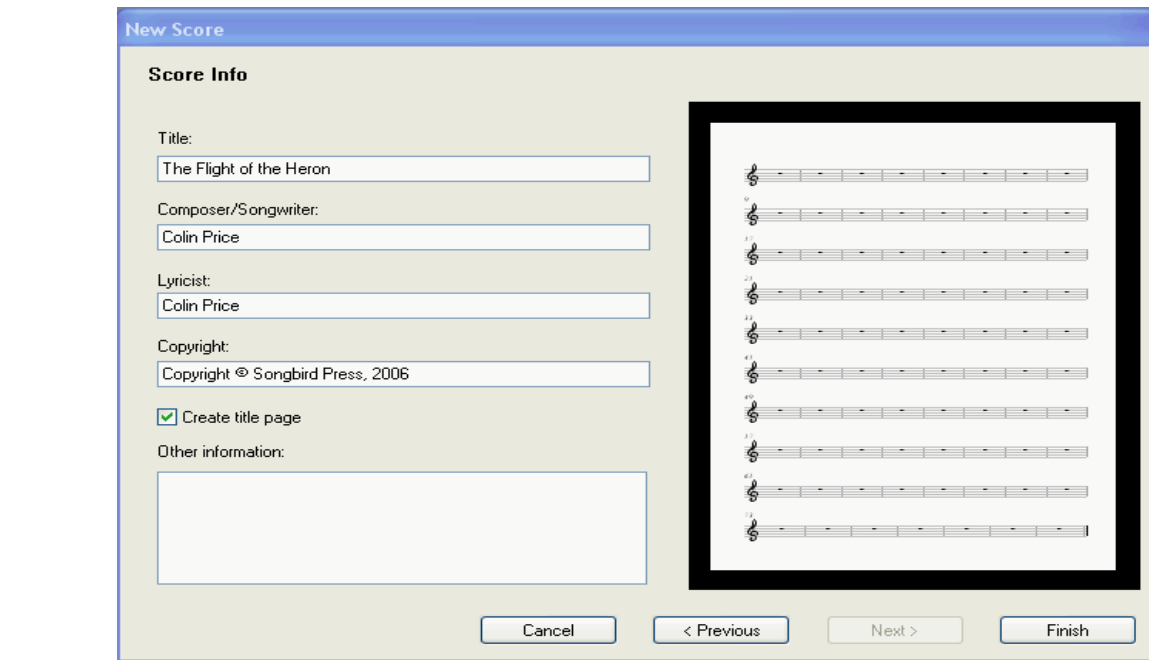 New Score
Score Info
Title:
The Flight of the Heron
Composer/Songwriter:
Colin Price
Lyricist:
Colin Price
Copyright:
Copyright © Songbird Press, 2006
Create title page
Other information:
Cancel
< Previous
Next >
Finish